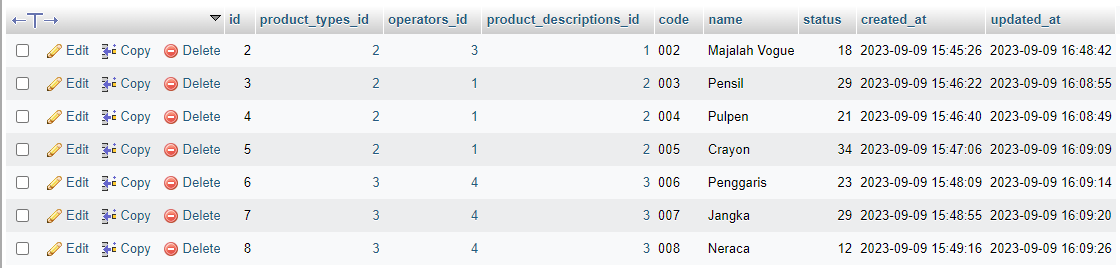 ←T→ id product_types_id operators_id product_descriptions_id code name status created_at updated_at
Edit Copy Delete 2 2 3 1 002 Majalah Vogue 18 2023-09-09 15:45:26 2023-09-09 16:48:42
Edit Copy Delete 3 2 1 2 003 Pensil 29 2023-09-09 15:46:22 2023-09-09 16:08:55
Edit Copy Delete 4 2 1 2 004 Pulpen 21 2023-09-09 15:46:40 2023-09-09 16:08:49
Edit Copy Delete 5 2 1 2 005 Crayon 34 2023-09-09 15:47:06 2023-09-09 16:09:09
Edit Copy Delete 6 3 4 3 006 Penggaris 23 2023-09-09 15:48:09 2023-09-09 16:09:14
Edit Copy Delete 7 3 4 3 007 Jangka 29 2023-09-09 15:48:55 2023-09-09 16:09:20
Edit Copy Delete 8 3 4 3 008 Neraca 12 2023-09-09 15:49:16 2023-09-09 16:09:26